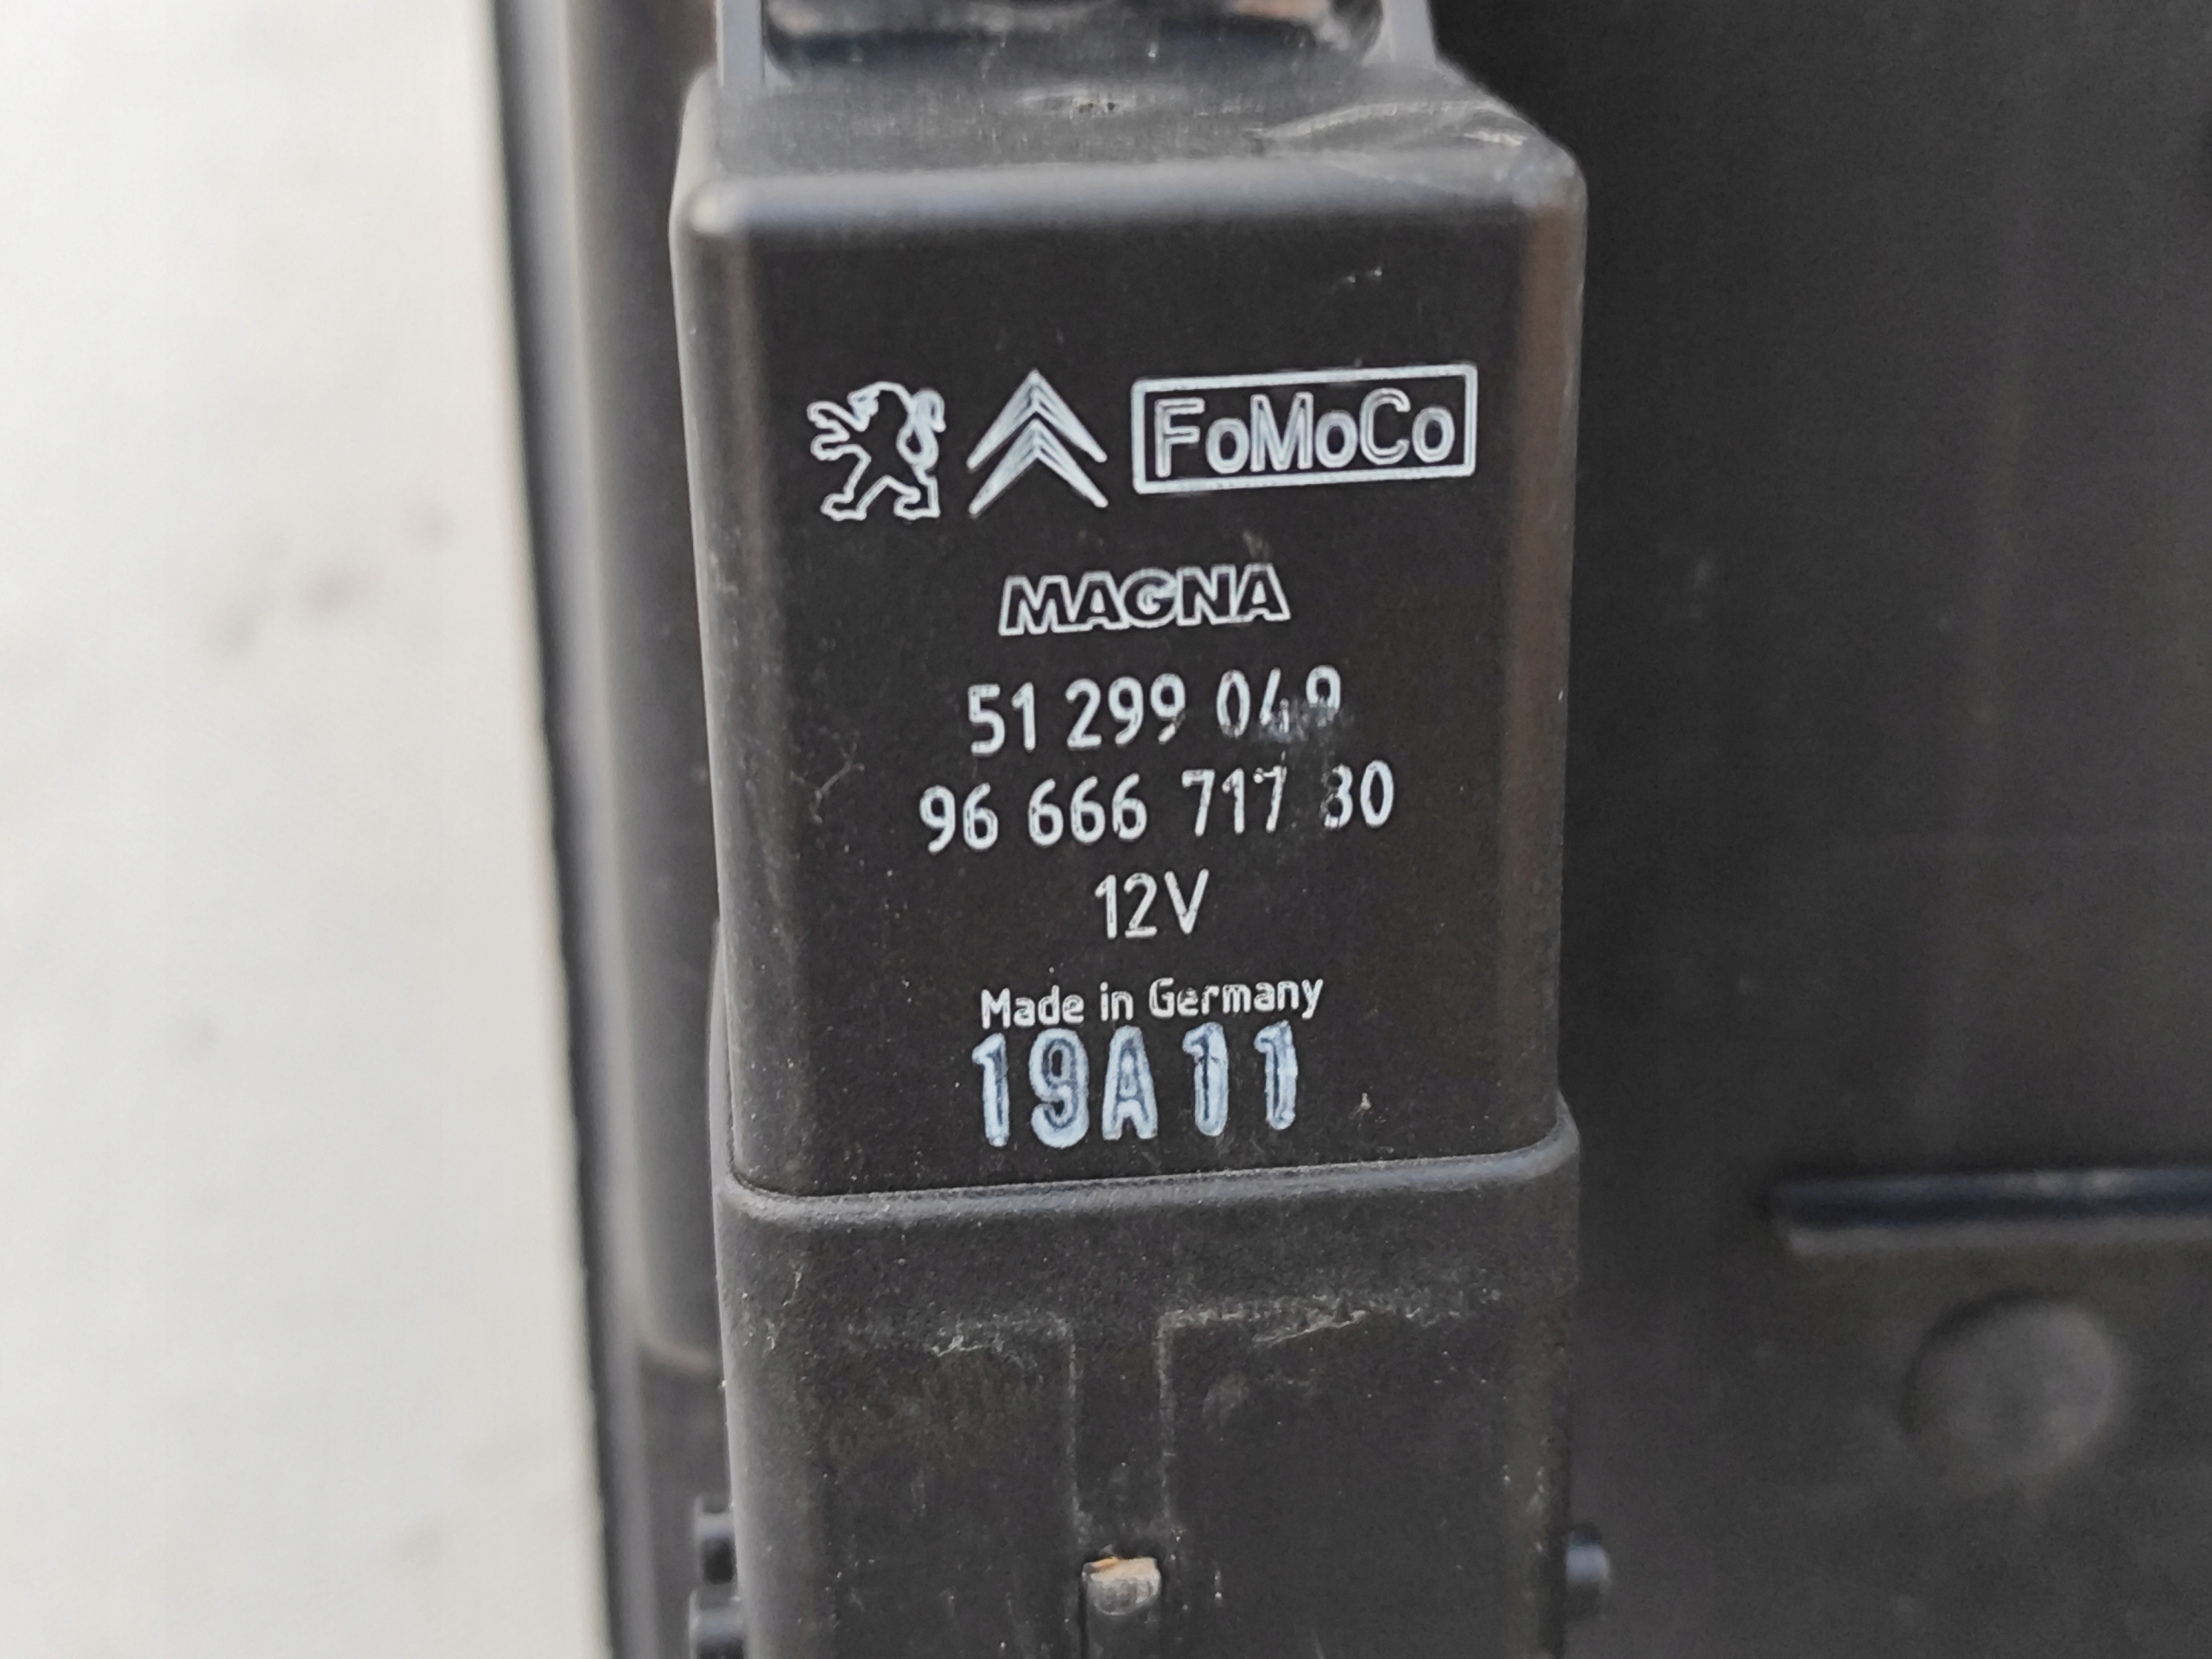 FoMoCo
MAGNA
51 299 049
96 666 717 80
12V
Made in Germany
19A11